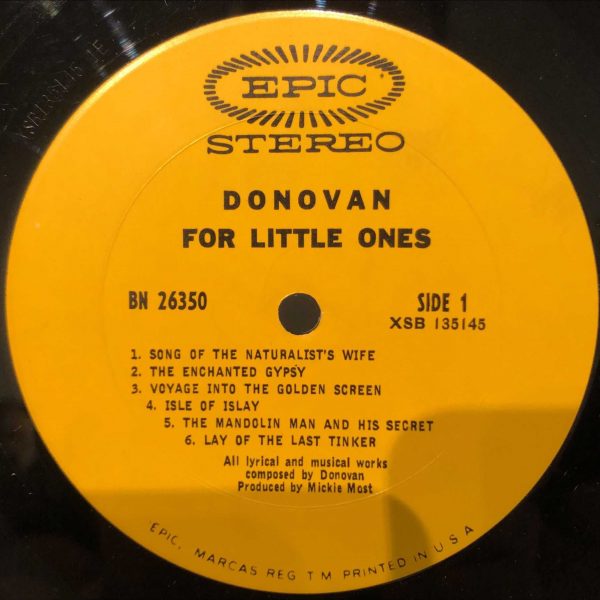 EPIC
STEREO
DONOVAN
FOR LITTLE ONES
BN 26350
SIDE 1
XSB 135145
1. SONG OF THE NATURALIST'S WIFE
2. THE ENCHANTED GYPSY
3. VOYAGE INTO THE GOLDEN SCREEN
4. ISLE OF ISLAY
5. THE MANDOLIN MAN AND HIS SECRET
6. LAY OF THE LAST TINKER
All lyrical and musical works
composed by Donovan
Produced by Mickie Most
EPIC, MARCAS REG T M PRINTED IN U S A